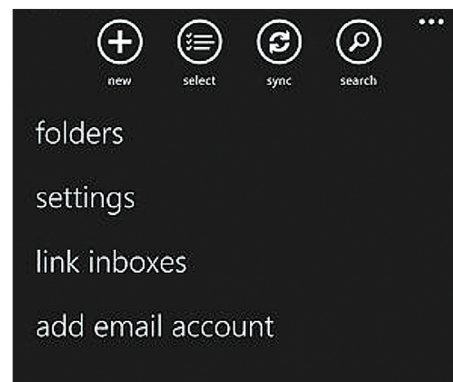 new select sync search
folders
settings
link inboxes
add email account